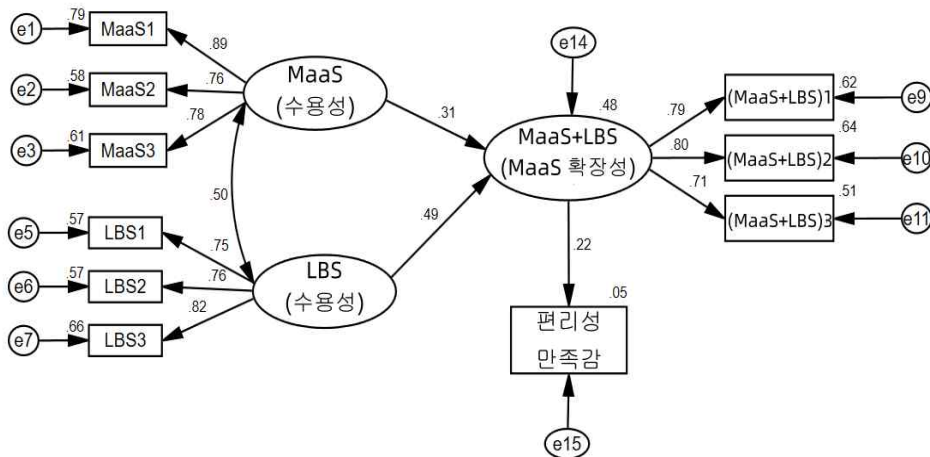 e1
.79
MaaS1
.89
e2
.58
MaaS2
.76
e3
.61
MaaS3
.78
MaaS
(수용성)
.50
e5
.57
LBS1
.75
e6
.57
LBS2
.76
e7
.66
LBS3
.82
LBS
(수용성)
.31
.49
e14
.48
MaaS+LBS
(MaaS 확장성)
.79
(MaaS+LBS)1
.62
e9
.80
(MaaS+LBS)2
.64
e10
.71
(MaaS+LBS)3
.51
e11
.22
.05
편리성
만족감
e15